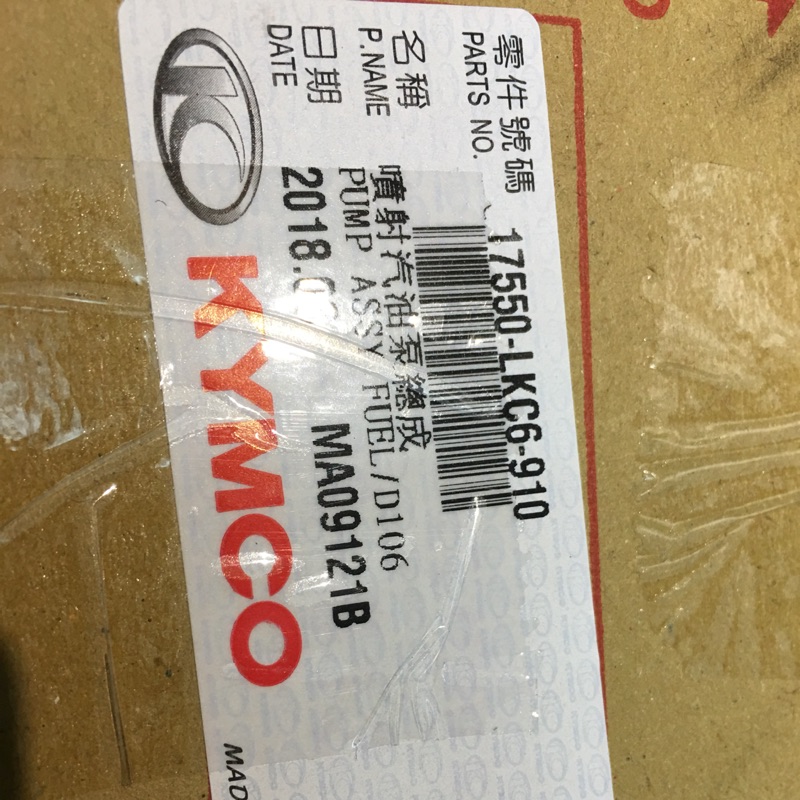 零件號碼
PARTS NO.
17550-LKC6-910
名稱
P.NAME
噴射汽油泵總成
PUMP ASSY FUEL/D106
日期
DATE
2018.0
MA09121B
KYMCO